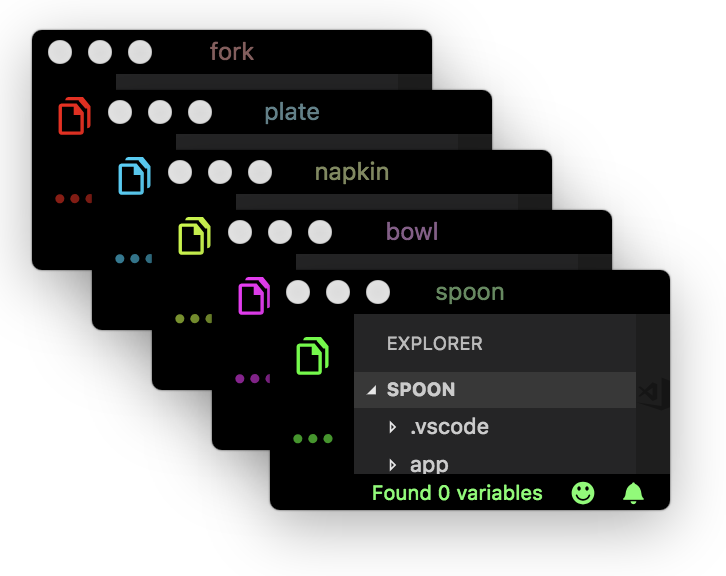 fork
plate
napkin
bowl
spoon
EXPLORER
SPOON
.vscode
app
Found 0 variables